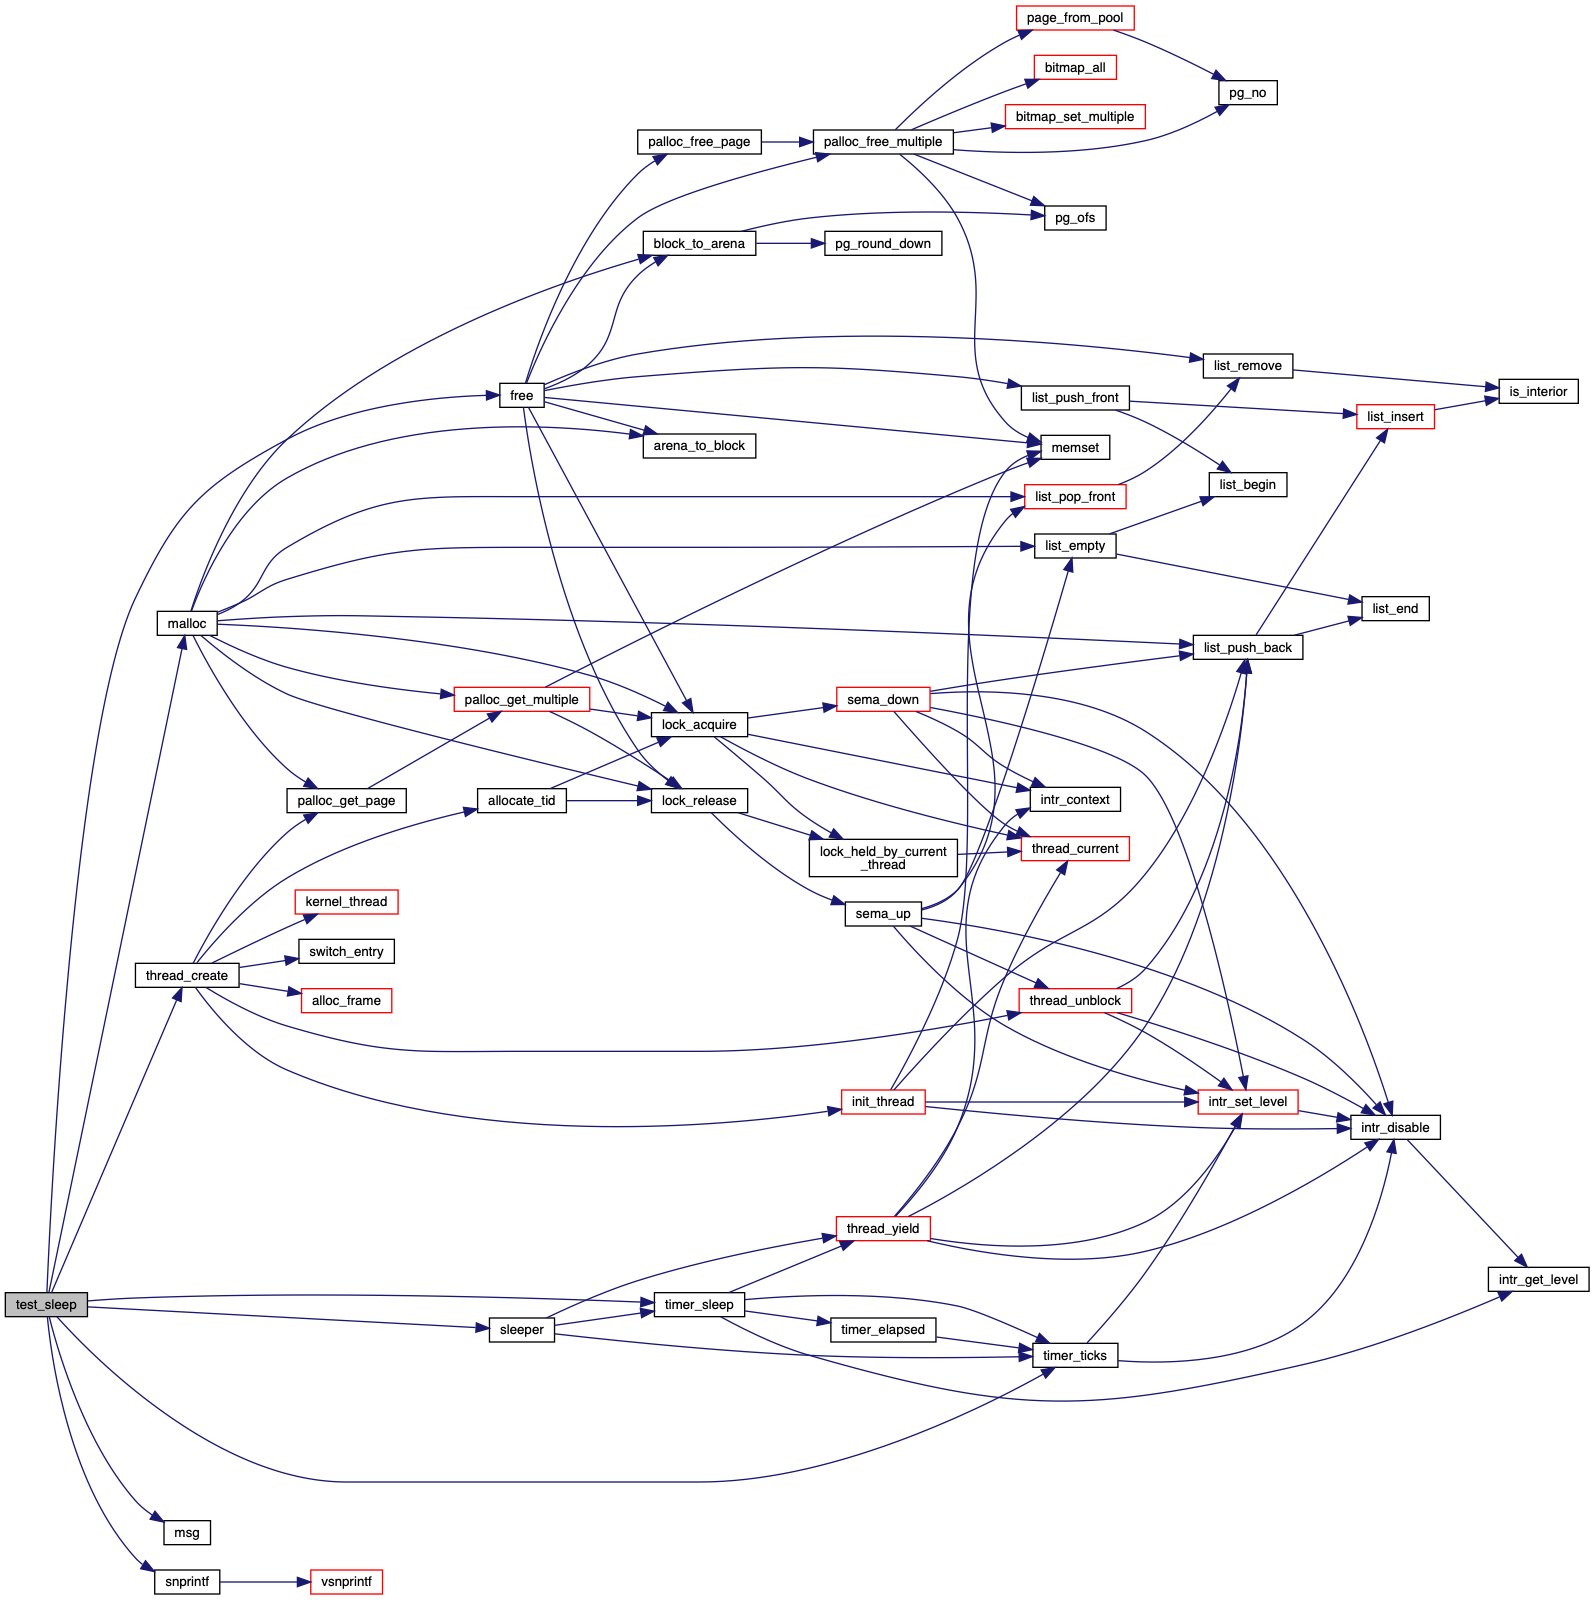 page_from_pool
bitmap_all
pg_no
bitmap_set_multiple
palloc_free_page
palloc_free_multiple
pg_ofs
block_to_arena
pg_round_down
list_remove
is_interior
free
list_push_front
list_insert
arena_to_block
memset
list_begin
list_pop_front
list_empty
list_end
malloc
list_push_back
palloc_get_multiple
sema_down
lock_acquire
palloc_get_page
allocate_tid
lock_release
intr_context
thread_current
lock_held_by_current
_thread
kernel_thread
sema_up
switch_entry
thread_create
alloc_frame
thread_unblock
init_thread
intr_set_level
intr_disable
thread_yield
intr_get_level
test_sleep
timer_sleep
sleeper
timer_elapsed
timer_ticks
msg
snprintf
vsnprintf